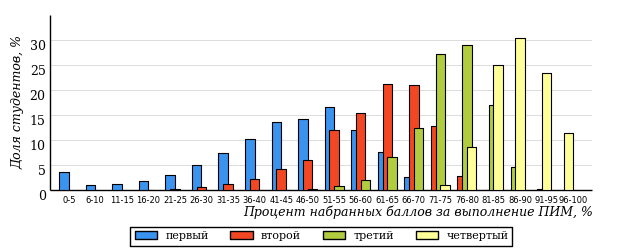 Доля студентов, %
30
25
20
15
10
5
0
0-5 6-10 11-15 16-20 21-25 26-30 31-35 36-40 41-45 46-50 51-55 56-60 61-65 66-70 71-75 76-80 81-85 86-90 91-95 96-100
Процент набранных баллов за выполнение ПИМ, %
первый второй третий четвертый